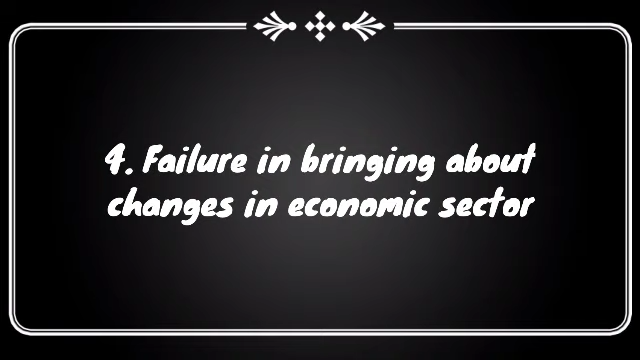 4. Failure in bringing about
changes in economic sector